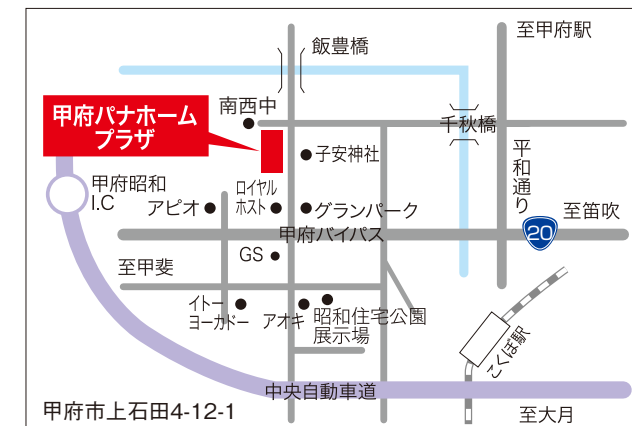 至甲府駅
飯豊橋
南西中
甲府パナホーム
プラザ
千秋橋
子安神社
平和通り
甲府昭和
I.C
アピオ
ロイヤル
ホスト
グランパーク
至笛吹
甲府バイパス
20
GS
至甲斐
イトー
ヨーカドー
アオキ
昭和住宅公園
展示場
こくぼ駅
中央自動車道
甲府市上石田4-12-1
至大月